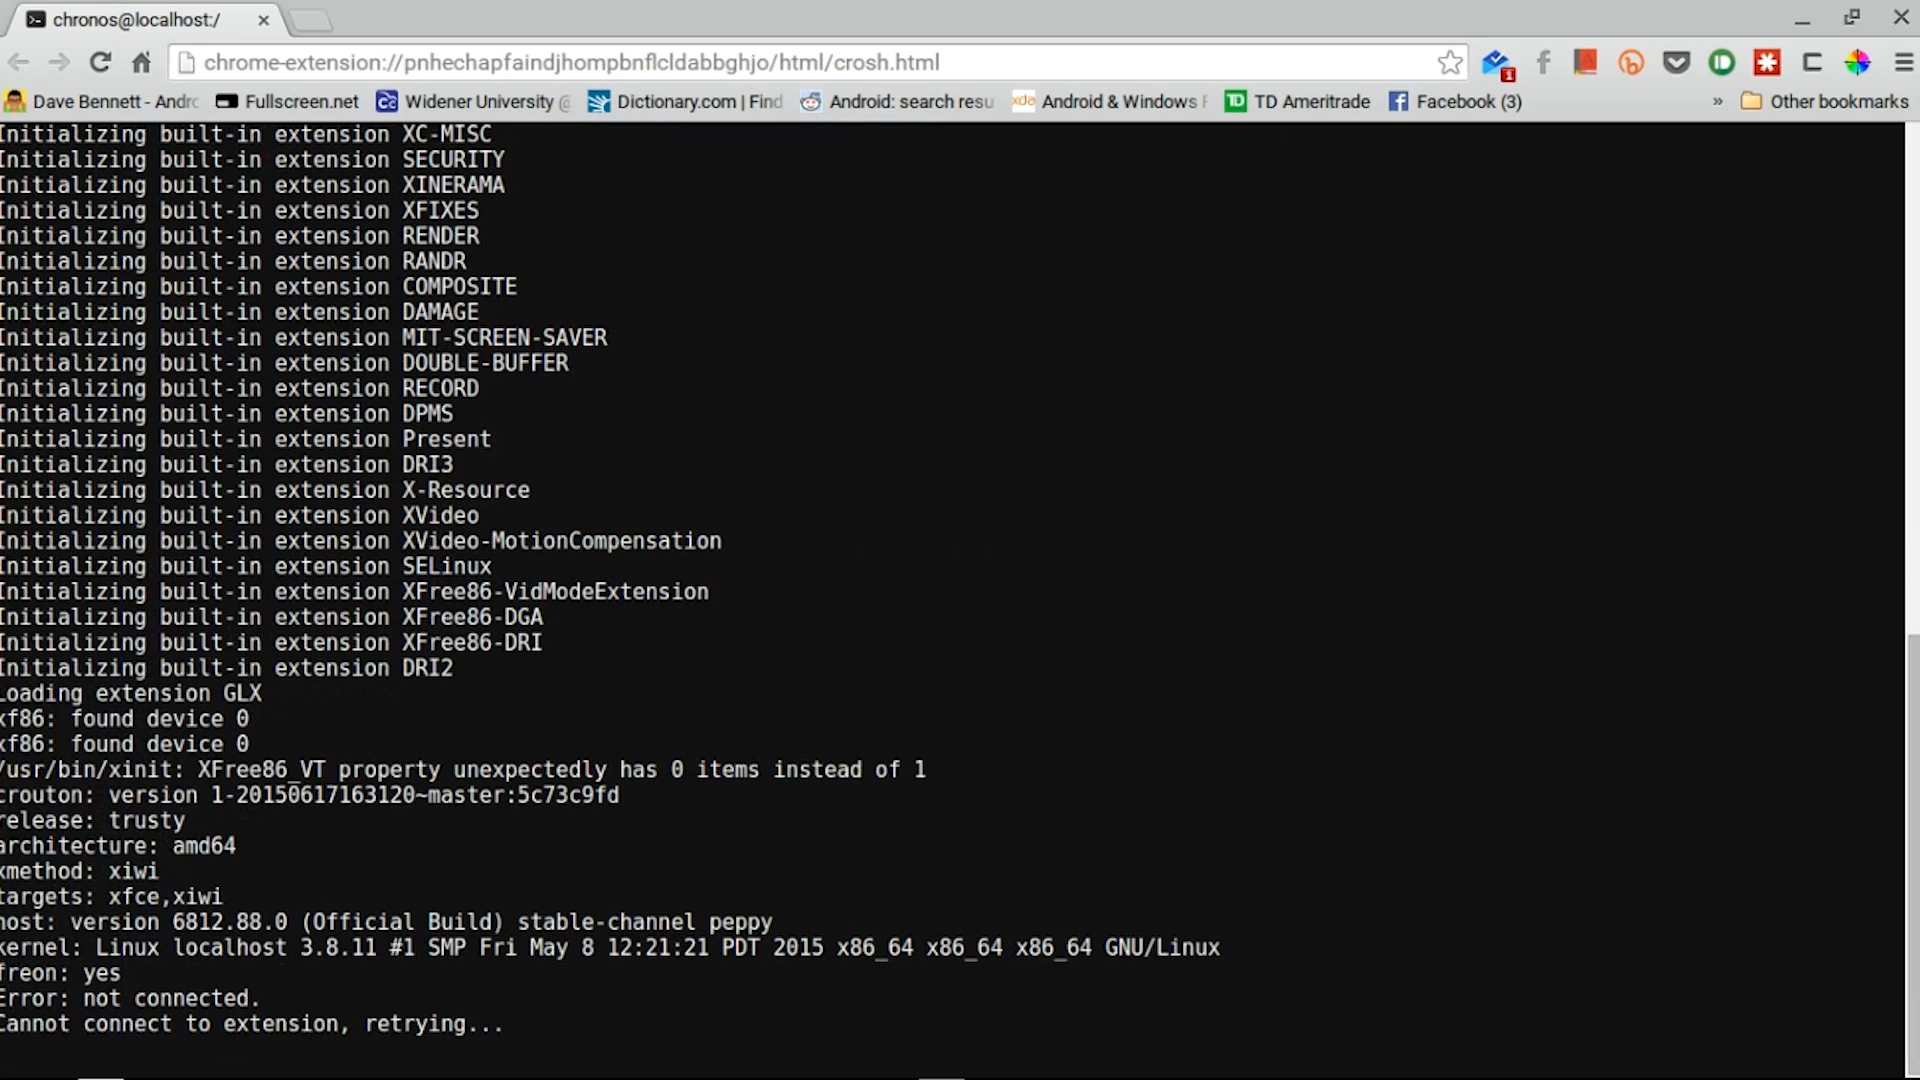 chronos@localhost:/
chrome-extension://pnhechapfaindjhompbnflcldabbghjo/html/crosh.html
1
Dave Bennett - Andro Fullscreen.net Widener University @ Dictionary.com | Find Android: search resu xda Android & Windows TD TD Ameritrade Facebook (3) » Other bookmarks
Initializing built-in extension XC-MISC
Initializing built-in extension SECURITY
Initializing built-in extension XINERAMA
Initializing built-in extension XFIXES
Initializing built-in extension RENDER
Initializing built-in extension RANDR
Initializing built-in extension COMPOSITE
Initializing built-in extension DAMAGE
Initializing built-in extension MIT-SCREEN-SAVER
Initializing built-in extension DOUBLE-BUFFER
Initializing built-in extension RECORD
Initializing built-in extension DPMS
Initializing built-in extension Present
Initializing built-in extension DRI3
Initializing built-in extension X-Resource
Initializing built-in extension XVideo
Initializing built-in extension XVideo-MotionCompensation
Initializing built-in extension SELinux
Initializing built-in extension XFree86-VidModeExtension
Initializing built-in extension XFree86-DGA
Initializing built-in extension XFree86-DRI
Initializing built-in extension DRI2
Loading extension GLX
xf86: found device 0
xf86: found device 0
/usr/bin/xinit: XFree86_VT property unexpectedly has 0 items instead of 1
crouton: version 1-20150617163120~master:5c73c9fd
release: trusty
architecture: amd64
xmethod: xiwi
targets: xfce,xiwi
host: version 6812.88.0 (Official Build) stable-channel peppy
kernel: Linux localhost 3.8.11 #1 SMP Fri May 8 12:21:21 PDT 2015 x86_64 x86_64 x86_64 GNU/Linux
freon: yes
Error: not connected.
Cannot connect to extension, retrying...